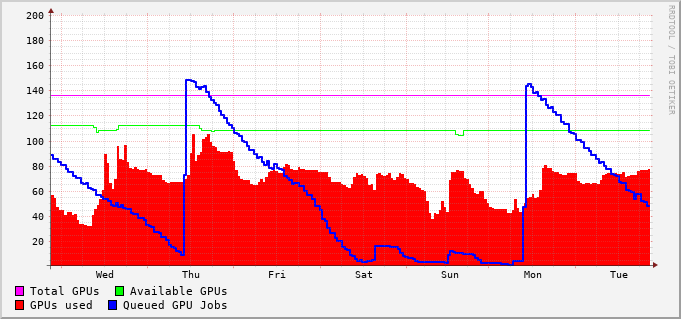 200
180
160
140
120
100
80
60
40
20
Wed Thu Fri Sat Sun Mon Tue
Total GPUs Available GPUs
GPUs used Queued GPU Jobs
RRDTOOL / TOBI OETIKER